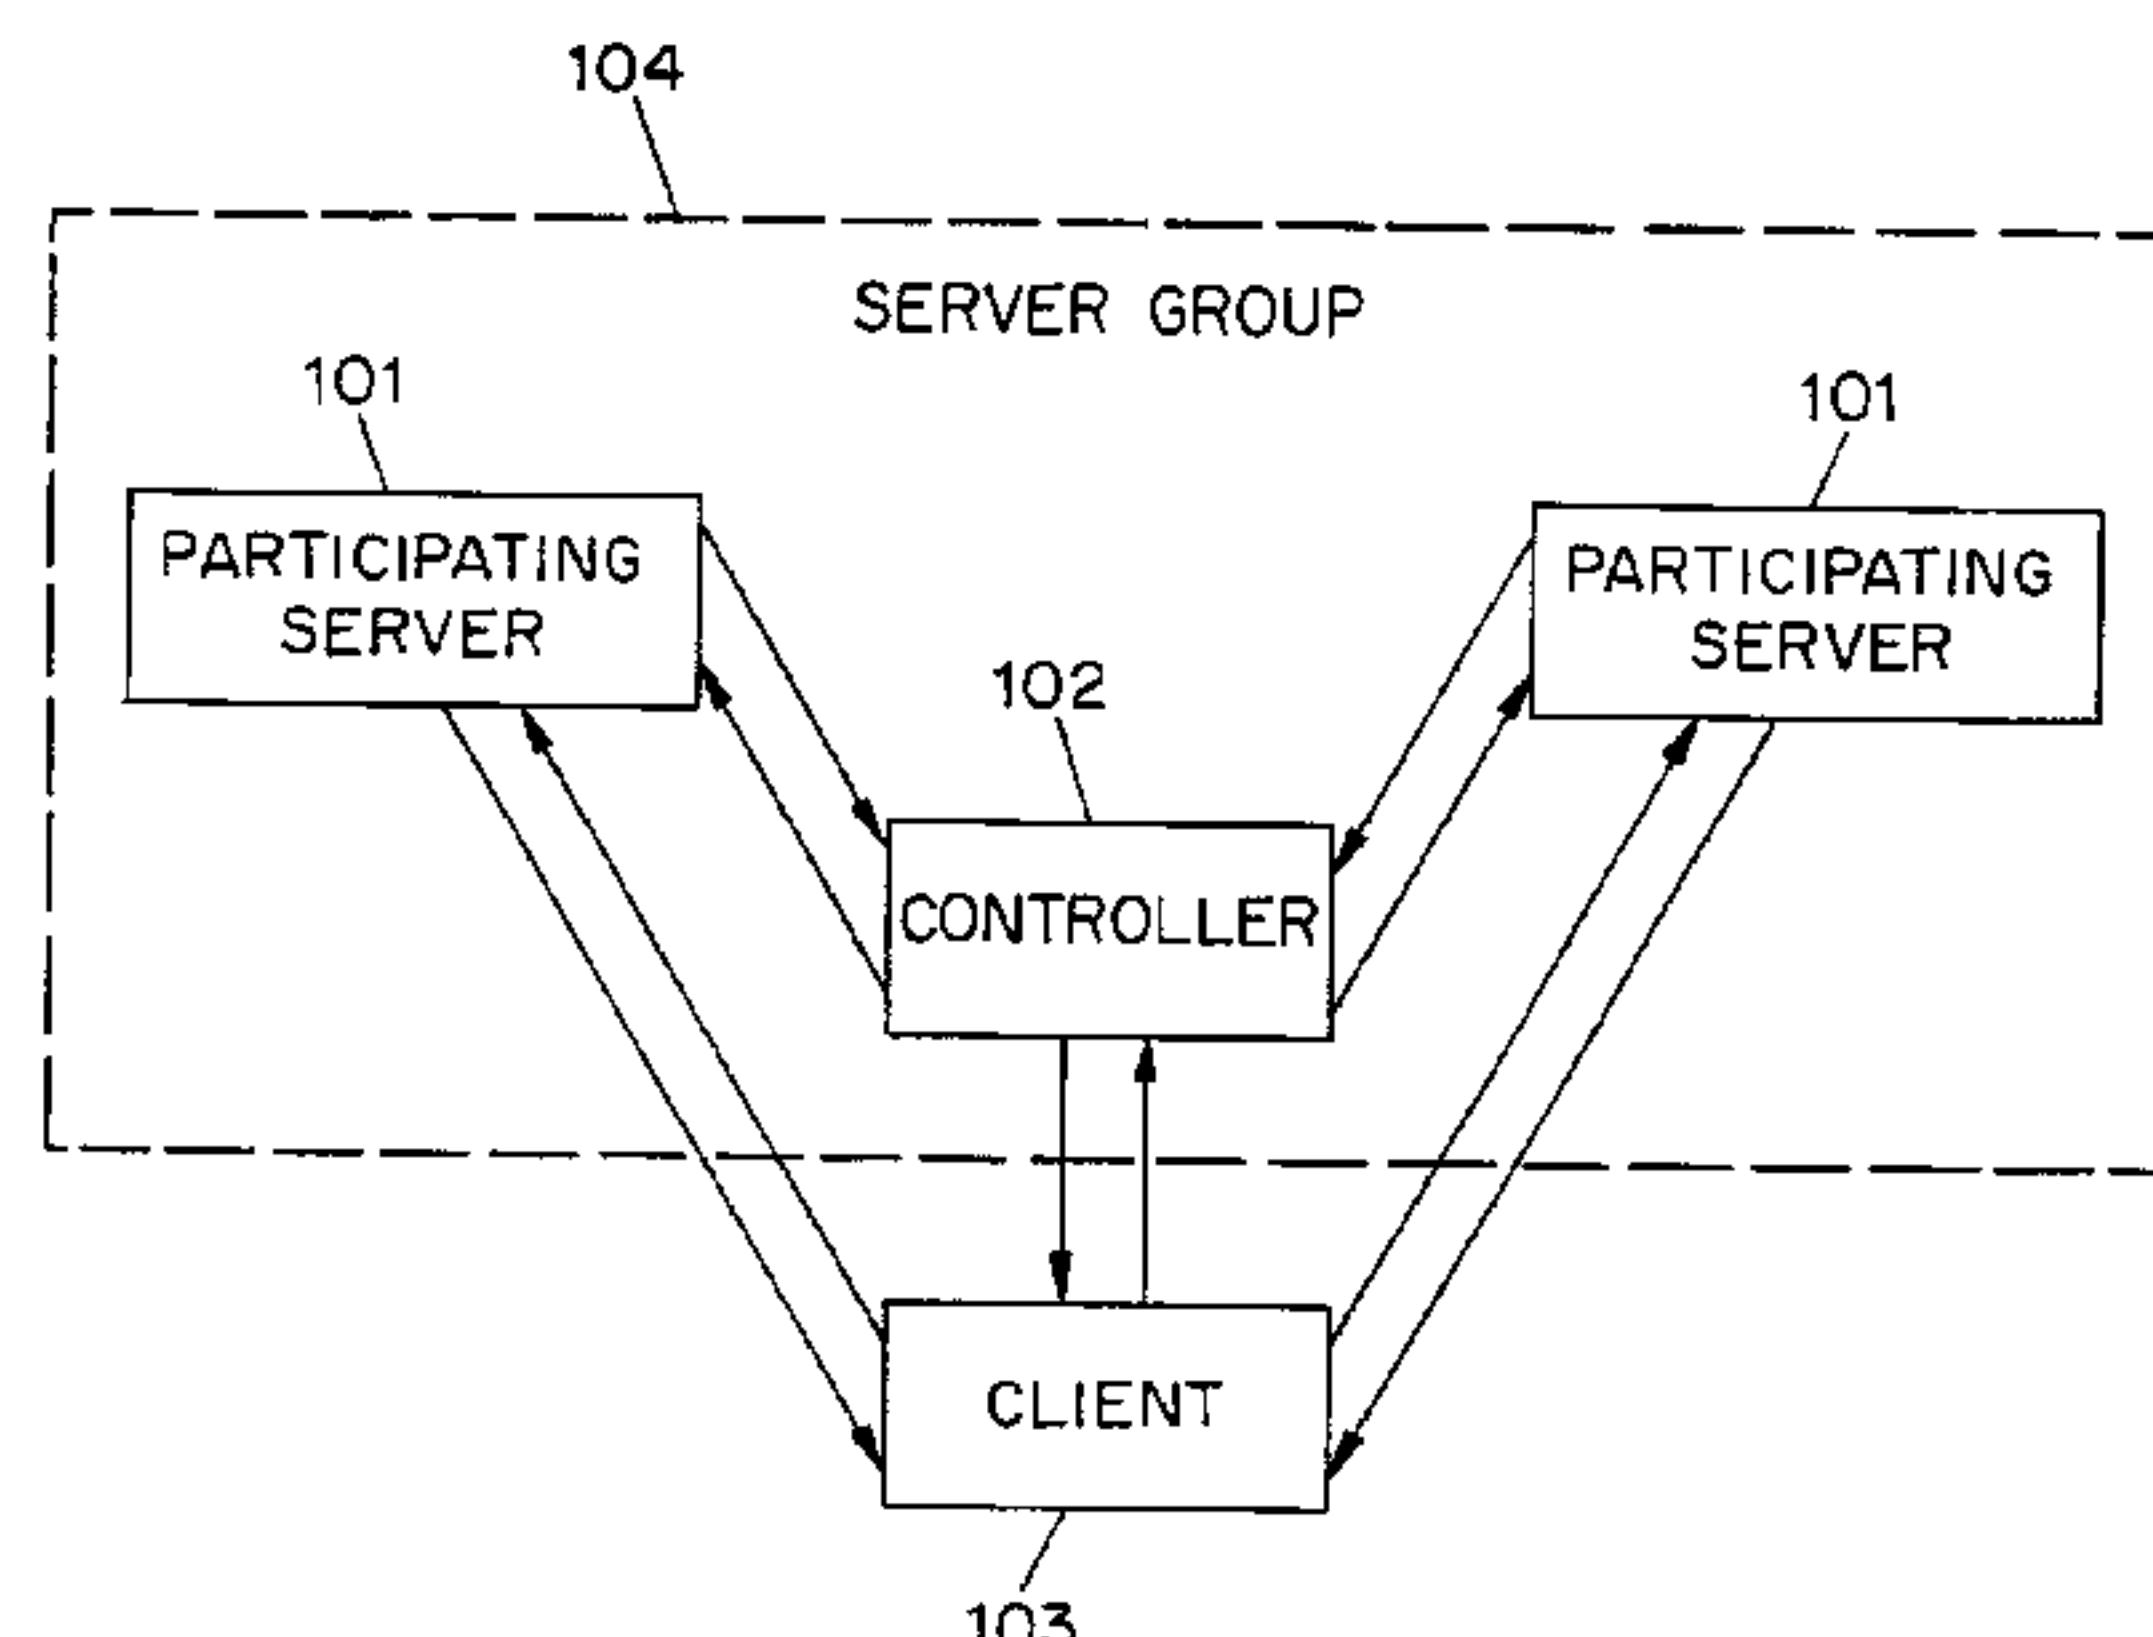 104
SERVER GROUP
101
101
PARTICIPATING
SERVER
PARTICIPATING
SERVER
102
CONTROLLER
CLIENT
103